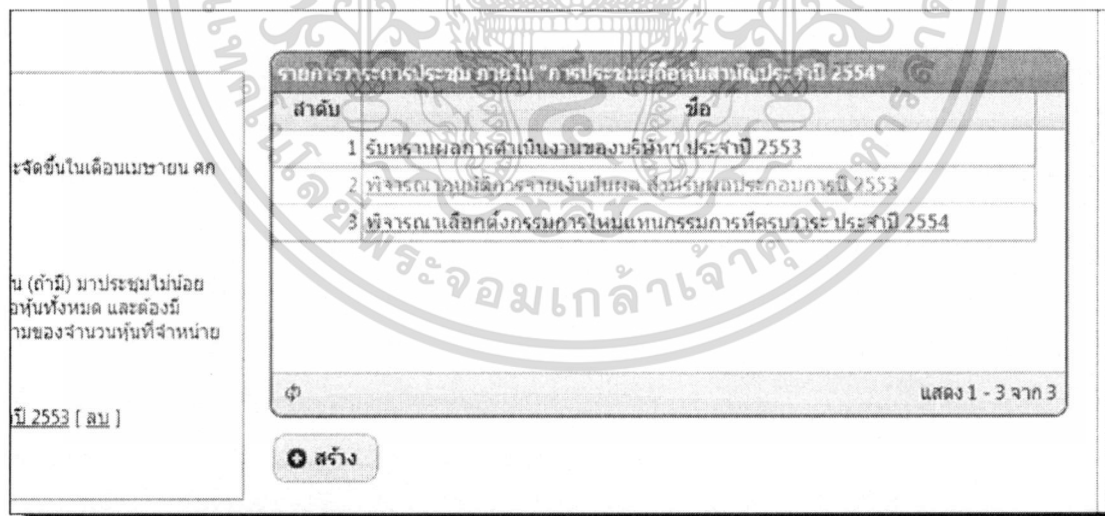 ะจัดขึ้นในเดือนเมษายน ศก
น (ถ้ามี) มาประชุมไม่น้อย
อหุ้นทั้งหมด และต้องมี
ามของจำนวนหุ้นที่จำหน่าย
ปี 2553 [ ลบ ]
รายการวาระการประชุม ภายใน "การประชุมผู้ถือหุ้นสามัญประจำปี 2554"
ลำดับ ชื่อ
1 รับทราบผลการดำเนินงานของบริษัทฯ ประจำปี 2553
2 พิจารณาอนุมัติการจ่ายเงินปันผล สำหรับผลประกอบการปี 2553
3 พิจารณาเลือกตั้งกรรมการใหม่แทนกรรมการที่ครบวาระ ประจำปี 2554
แสดง 1 - 3 จาก 3
สร้าง
พระจอมเกล้าเจ้าคุณทหาร